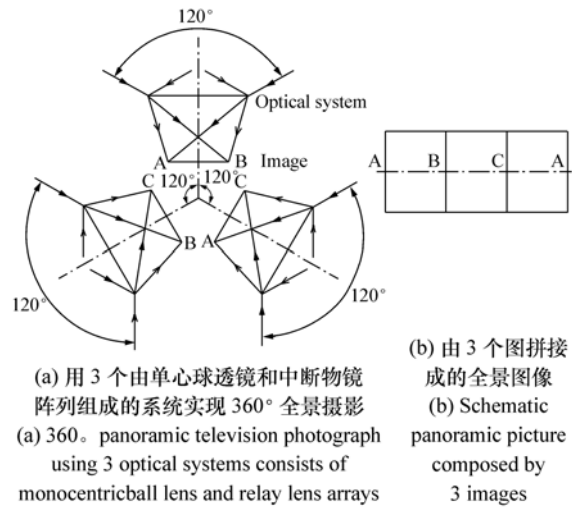 120°
Optical system
A B Image
C 120° 120° C
A B C A
B A
120° 120°
(a) 用 3 个由单心球透镜和中断物镜
阵列组成的系统实现 360° 全景摄影
(a) 360。 panoramic television photograph
using 3 optical systems consists of
monocentricball lens and relay lens arrays
(b) 由 3 个图拼接
成的全景图像
(b) Schematic
panoramic picture
composed by
3 images